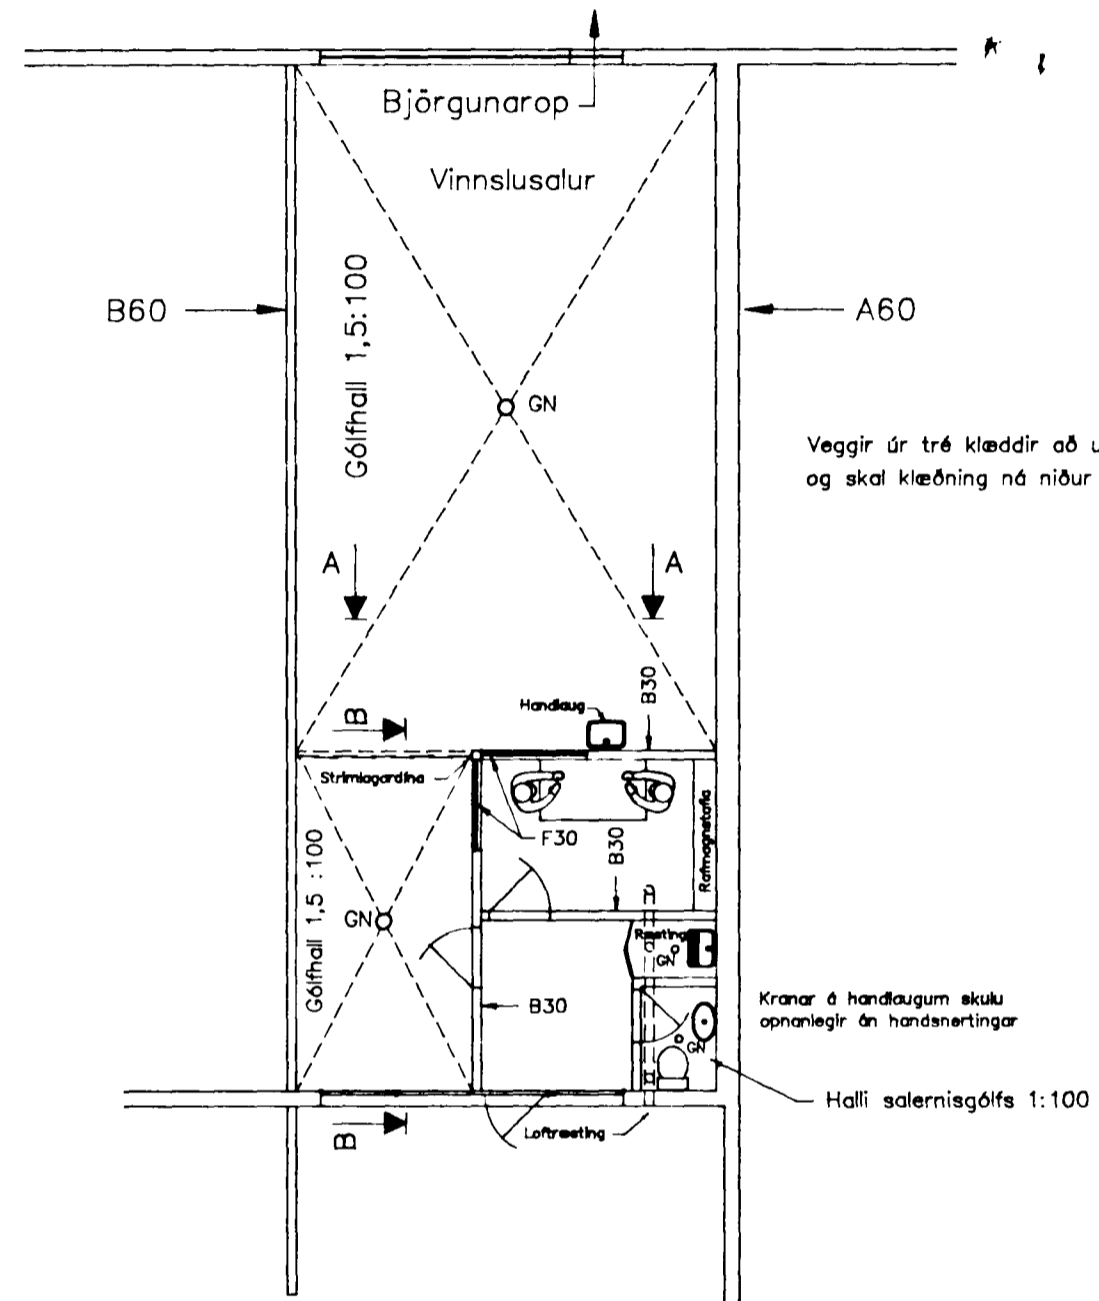 Björgunarop
Vinnslusalur
B60
A60
Gólfhall 1,5:100
GN
Veggir úr tré klæddir að u
og skal klæðning ná niður
A
A
B
Handlaug
B30
Strimlagardína
F30
B30
Rafmagnstafla
Gólfhall 1,5 :100
GN
Ræsting
GN
B30
Kranar á handlaugum skulu
opnanlegir án handsnertingar
GN
Halli salernisgólfs 1:100
B
Loftræsting